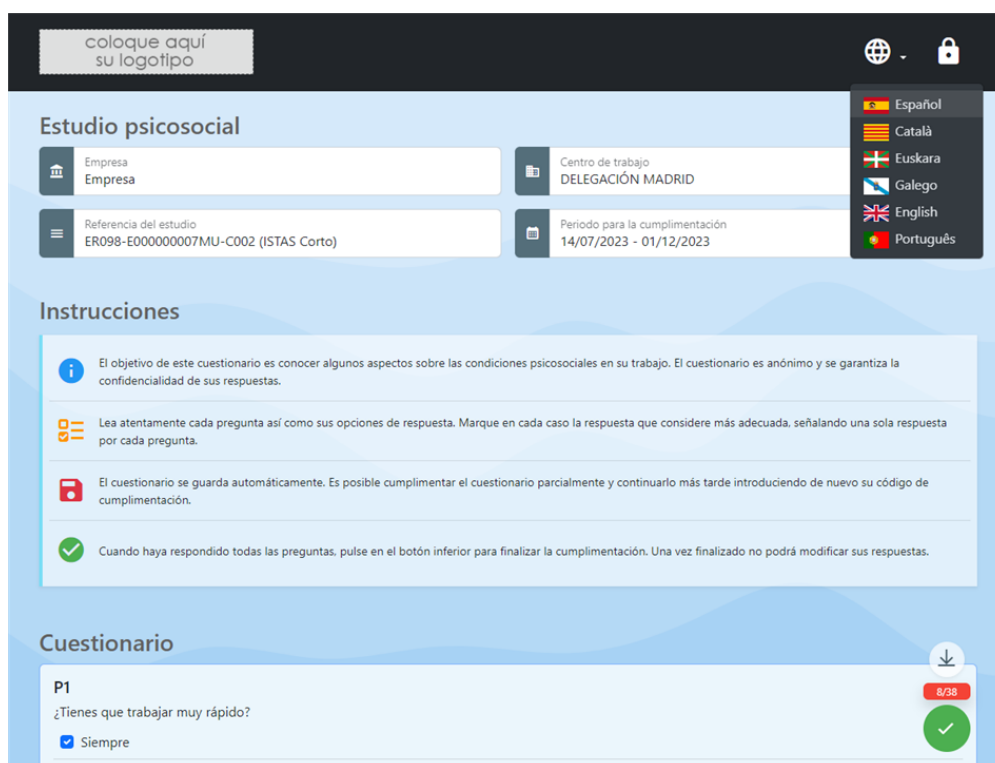 coloque aquí
su logotipo
Español
Català
Euskara
Galego
English
Português
Estudio psicosocial
Empresa
Empresa
Centro de trabajo
DELEGACIÓN MADRID
Referencia del estudio
ER098-E000000007MU-C002 (ISTAS Corto)
Periodo para la cumplimentación
14/07/2023 - 01/12/2023
Instrucciones
El objetivo de este cuestionario es conocer algunos aspectos sobre las condiciones psicosociales en su trabajo. El cuestionario es anónimo y se garantiza la
confidencialidad de sus respuestas.
Lea atentamente cada pregunta así como sus opciones de respuesta. Marque en cada caso la respuesta que considere más adecuada, señalando una sola respuesta
por cada pregunta.
El cuestionario se guarda automáticamente. Es posible cumplimentar el cuestionario parcialmente y continuarlo más tarde introduciendo de nuevo su código de
cumplimentación.
Cuando haya respondido todas las preguntas, pulse en el botón inferior para finalizar la cumplimentación. Una vez finalizado no podrá modificar sus respuestas.
Cuestionario
P1
8/38
¿Tienes que trabajar muy rápido?
Siempre